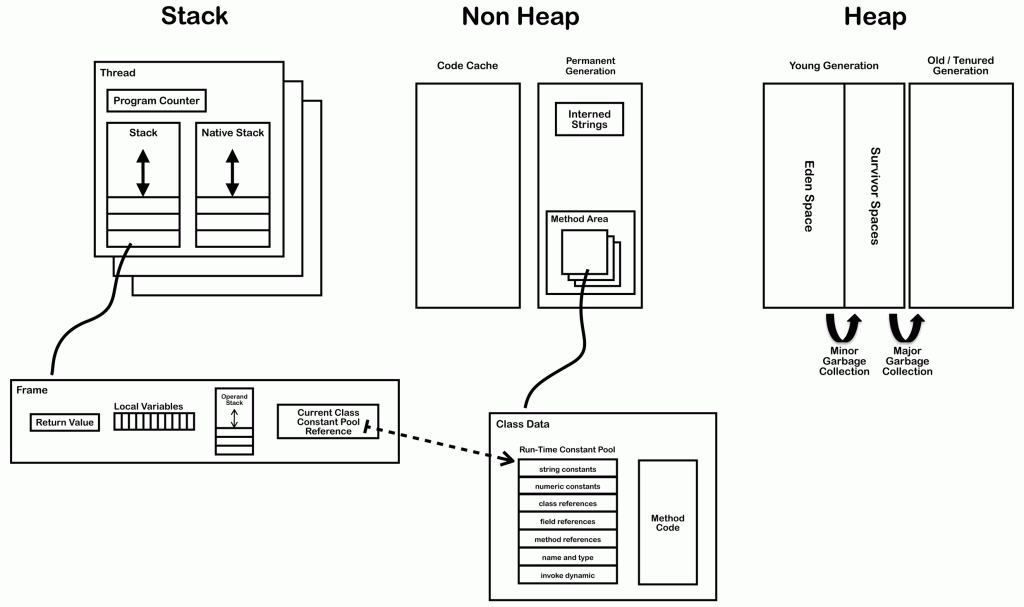 Stack
Non Heap
Heap
Thread
Program Counter
Stack
Native Stack
Code Cache
Permanent
Generation
Interned
Strings
Method Area
Young Generation
Old / Tenured
Generation
Eden Space
Survivor Spaces
Minor
Garbage
Collection
Major
Garbage
Collection
Frame
Return Value
Local Variables
Operand
Stack
Current Class
Constant Pool
Reference
Class Data
Run-Time Constant Pool
string constants
numeric constants
class references
field references
method references
name and type
invoke dynamic
Method
Code